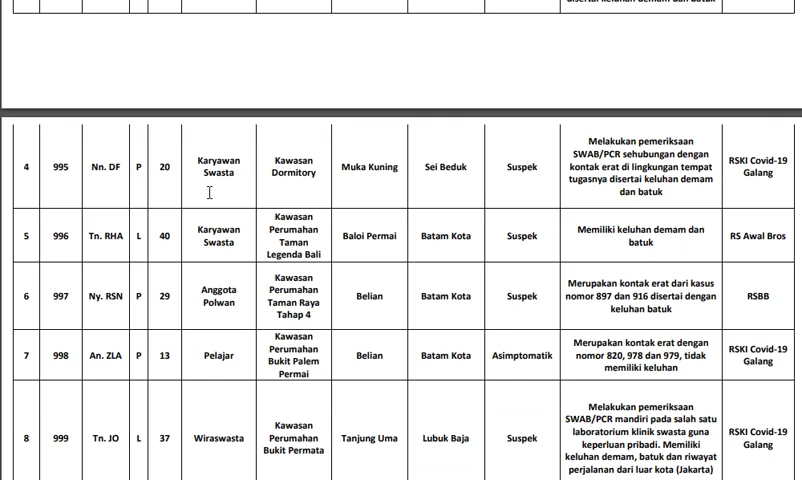 disertai keluhan demam dan batuk
4 995 Nn. DF P 20 Karyawan Swasta Kawasan Dormitory Muka Kuning Sei Beduk Suspek Melakukan pemeriksaan SWAB/PCR sehubungan dengan kontak erat di lingkungan tempat tugasnya disertai keluhan demam dan batuk RSKI Covid-19 Galang
5 996 Tn. RHA L 40 Karyawan Swasta Kawasan Perumahan Taman Legenda Bali Baloi Permai Batam Kota Suspek Memiliki keluhan demam dan batuk RS Awal Bros
6 997 Ny. RSN P 29 Anggota Polwan Kawasan Perumahan Taman Raya Tahap 4 Belian Batam Kota Suspek Merupakan kontak erat dari kasus nomor 897 dan 916 disertai dengan keluhan batuk RSBB
7 998 An. ZLA P 13 Pelajar Kawasan Perumahan Bukit Palem Permai Belian Batam Kota Asimptomatik Merupakan kontak erat dengan nomor 820, 978 dan 979, tidak memiliki keluhan RSKI Covid-19 Galang
8 999 Tn. JO L 37 Wiraswasta Kawasan Perumahan Bukit Permata Tanjung Uma Lubuk Baja Suspek Melakukan pemeriksaan SWAB/PCR mandiri pada salah satu laboratorium klinik swasta guna keperluan pribadi. Memiliki keluhan demam, batuk dan riwayat perjalanan dari luar kota (Jakarta) RSKI Covid-19 Galang